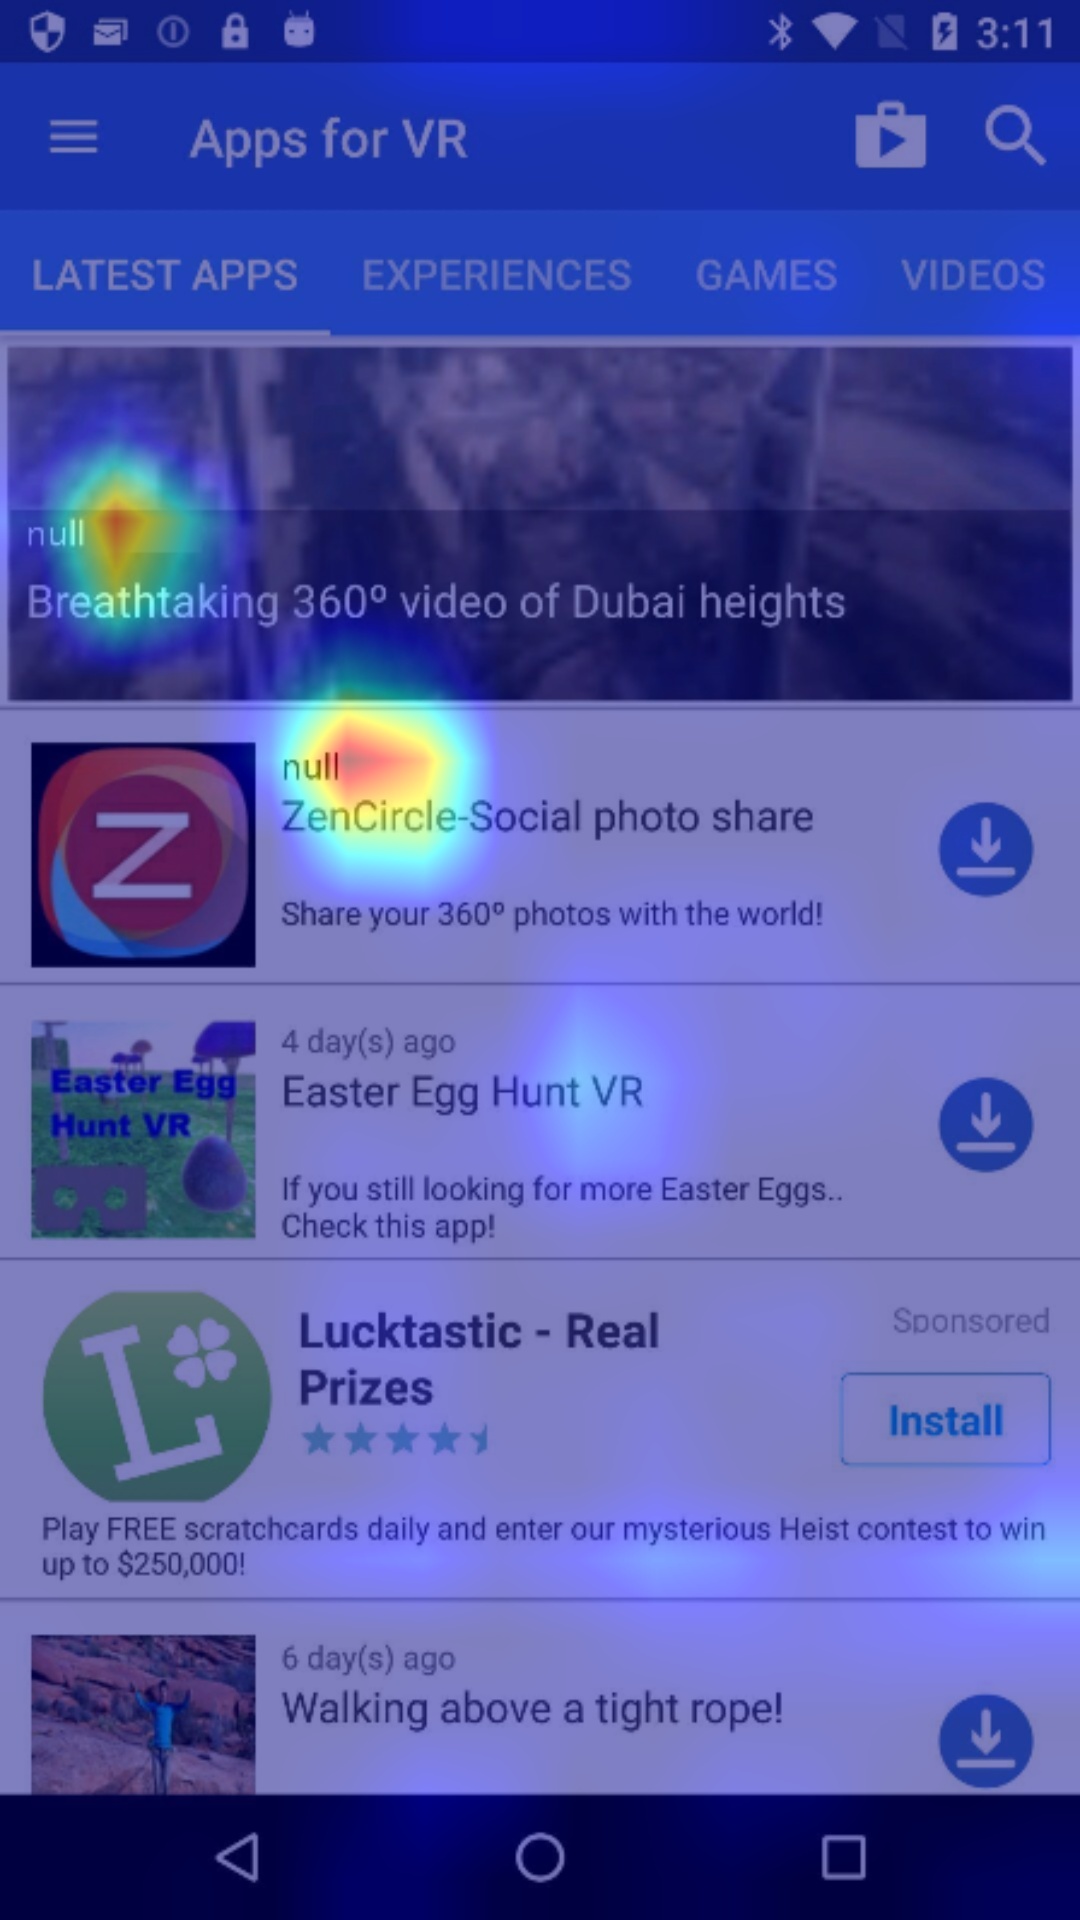 3:11
Apps for VR
LATEST APPS EXPERIENCES GAMES VIDEOS
null
Breathtaking 360º video of Dubai heights
Z
null
ZenCircle-Social photo share
Share your 360º photos with the world!
Easter Egg
Hunt VR
4 day(s) ago
Easter Egg Hunt VR
If you still looking for more Easter Eggs..
Check this app!
L
Lucktastic - Real
Prizes
Sponsored
Install
Play FREE scratchcards daily and enter our mysterious Heist contest to win
up to $250,000!
6 day(s) ago
Walking above a tight rope!